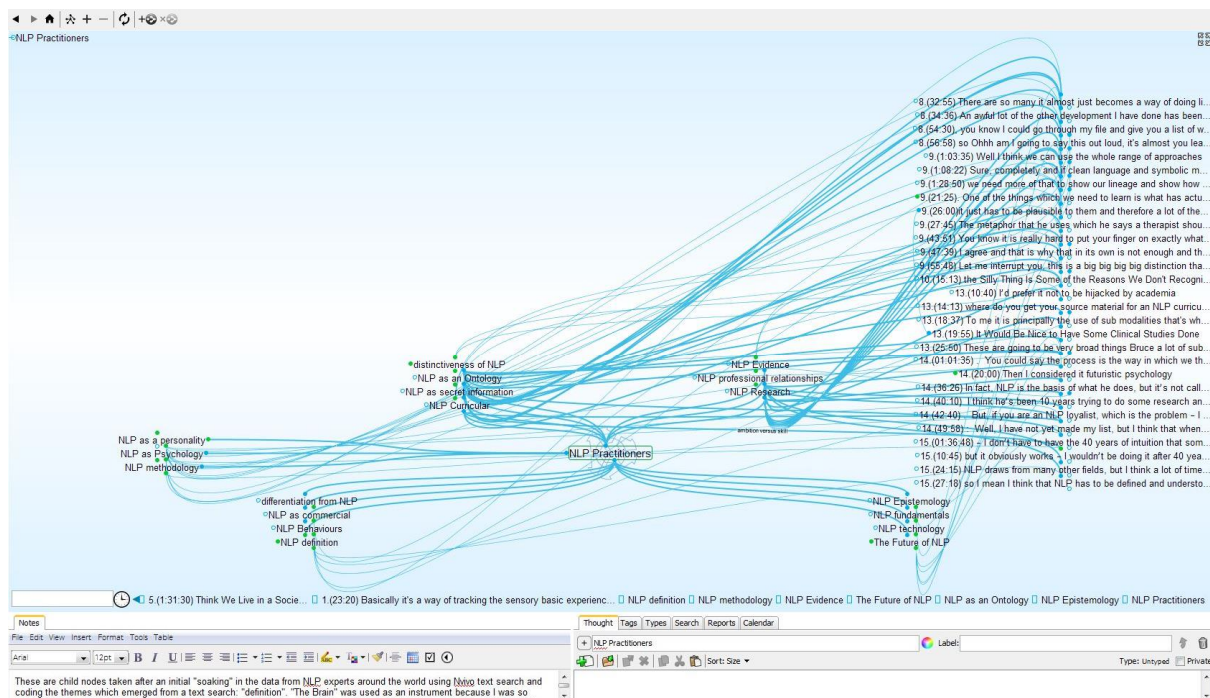 NLP Practitioners
8.(32:55) There are so many it almost just becomes a way of doing li...
8.(34:36) An awful lot of the other development I have done has been...
8.(54:30), you know I could go through my file and give you a list of w...
8.(56:58) so Ohhh am I going to say this out loud, it's almost you lea...
9.(1:03:35) Well I think we can use the whole range of approaches
9.(1:08:22) Sure, completely and if clean language and symbolic m...
9.(1:28:50) we need more of that to show our lineage and show how ...
9.(21:25). One of the things which we need to learn is what has actu...
9.(26:00)it just has to be plausible to them and therefore a lot of the...
9.(27:45) The metaphor that he uses which he says a therapist shou...
9.(43:51) You know it is really hard to put your finger on exactly what...
9.(47:39) I agree and that is why that in its own is not enough and th...
9.(55:48) Let me interrupt you, this is a big big big big distinction tha...
10.(15:13) the Silly Thing Is Some of the Reasons We Don't Recogni...
13.(10:40) I'd prefer it not to be hijacked by academia
13.(14:13) where do you get your source material for an NLP curricu...
13.(18:37) To me it is principally the use of sub modalities that's wh...
13.(19:55) It Would Be Nice to Have Some Clinical Studies Done
13.(25:50) These are going to be very broad things Bruce a lot of sub...
14.(01:01:35) . You could say the process is the way in which we th...
14.(20:00) Then I considered it futuristic psychology
14.(36:26) In fact, NLP is the basis of what he does, but it's not call...
14.(40:10) I think he's been 10 years trying to do some research an...
14.(42:40) But, if you are an NLP loyalist, which is the problem – I ...
14.(49:58) . Well, I have not yet made my list, but I think that when...
15.(01:36:48) – I don't have to have the 40 years of intuition that som...
15.(10:45) but it obviously works – I wouldn't be doing it after 40 yea...
15.(24:15) NLP draws from many other fields, but I think a lot of time...
15.(27:18) so I mean I think that NLP has to be defined and understo...
distinctiveness of NLP
NLP as an Ontology
NLP as secret information
NLP Curricular
NLP Evidence
NLP professional relationships
NLP Research
ambition versus skill
NLP as a personality
NLP as Psychology
NLP methodology
NLP Practitioners
differentiation from NLP
NLP as commercial
NLP Behaviours
NLP definition
NLP Epistemology
NLP fundamentals
NLP technology
The Future of NLP
5.(1:31:30) Think We Live in a Socie... 1.(23:20) Basically it's a way of tracking the sensory basic experienc... NLP definition NLP methodology NLP Evidence The Future of NLP NLP as an Ontology NLP Epistemology NLP Practitioners
Notes
File Edit View Insert Format Tools Table
Arial 12pt B I U
These are child nodes taken after an initial "soaking" in the data from NLP experts around the world using Nvivo text search and
coding the themes which emerged from a text search: "definition". "The Brain" was used as an instrument because I was so
Thought Tags Types Search Reports Calendar
NLP Practitioners Label:
Sort: Size Type: Untyped Private